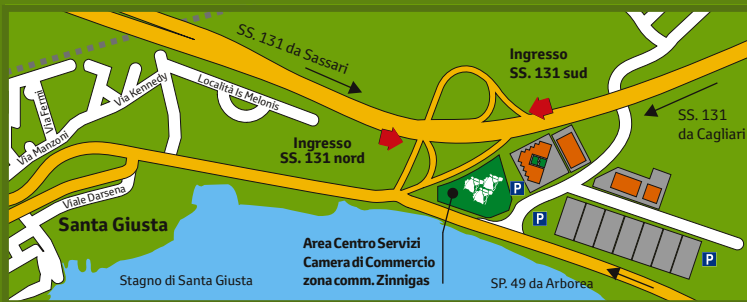 SS. 131 da Sassari
Ingresso
SS. 131 sud
Località Is Melonis
Via Kennedy
Via Fermi
Via Manzoni
SS. 131
da Cagliari
Ingresso
SS. 131 nord
Viale Darsena
P
P
P
Santa Giusta
Area Centro Servizi
Camera di Commercio
zona comm. Zinnigas
Stagno di Santa Giusta
SP. 49 da Arborea